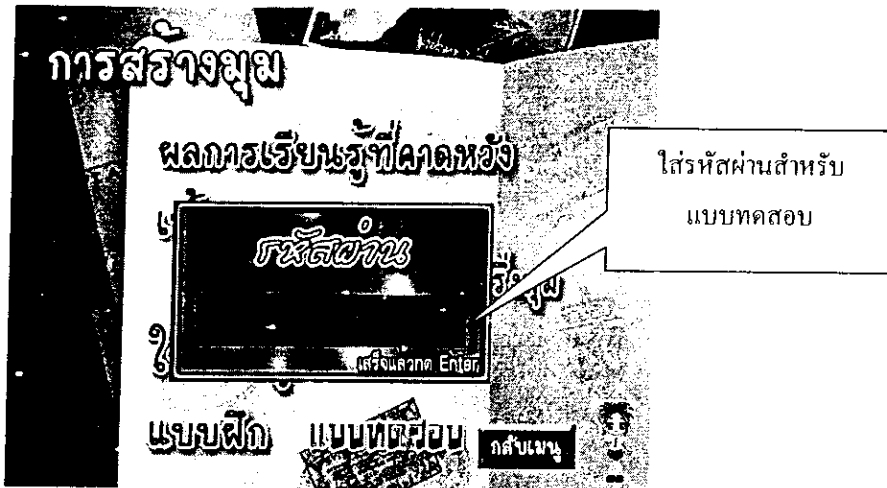 การสร้างมุม
ผลการเรียนรู้ที่คาดหวัง
ใส่รหัสผ่านสำหรับ
แบบทดสอบ
รหัสผ่าน
เสร็จแล้วกด Enter
แบบฝึก แบบทดสอบ กลับเมนู